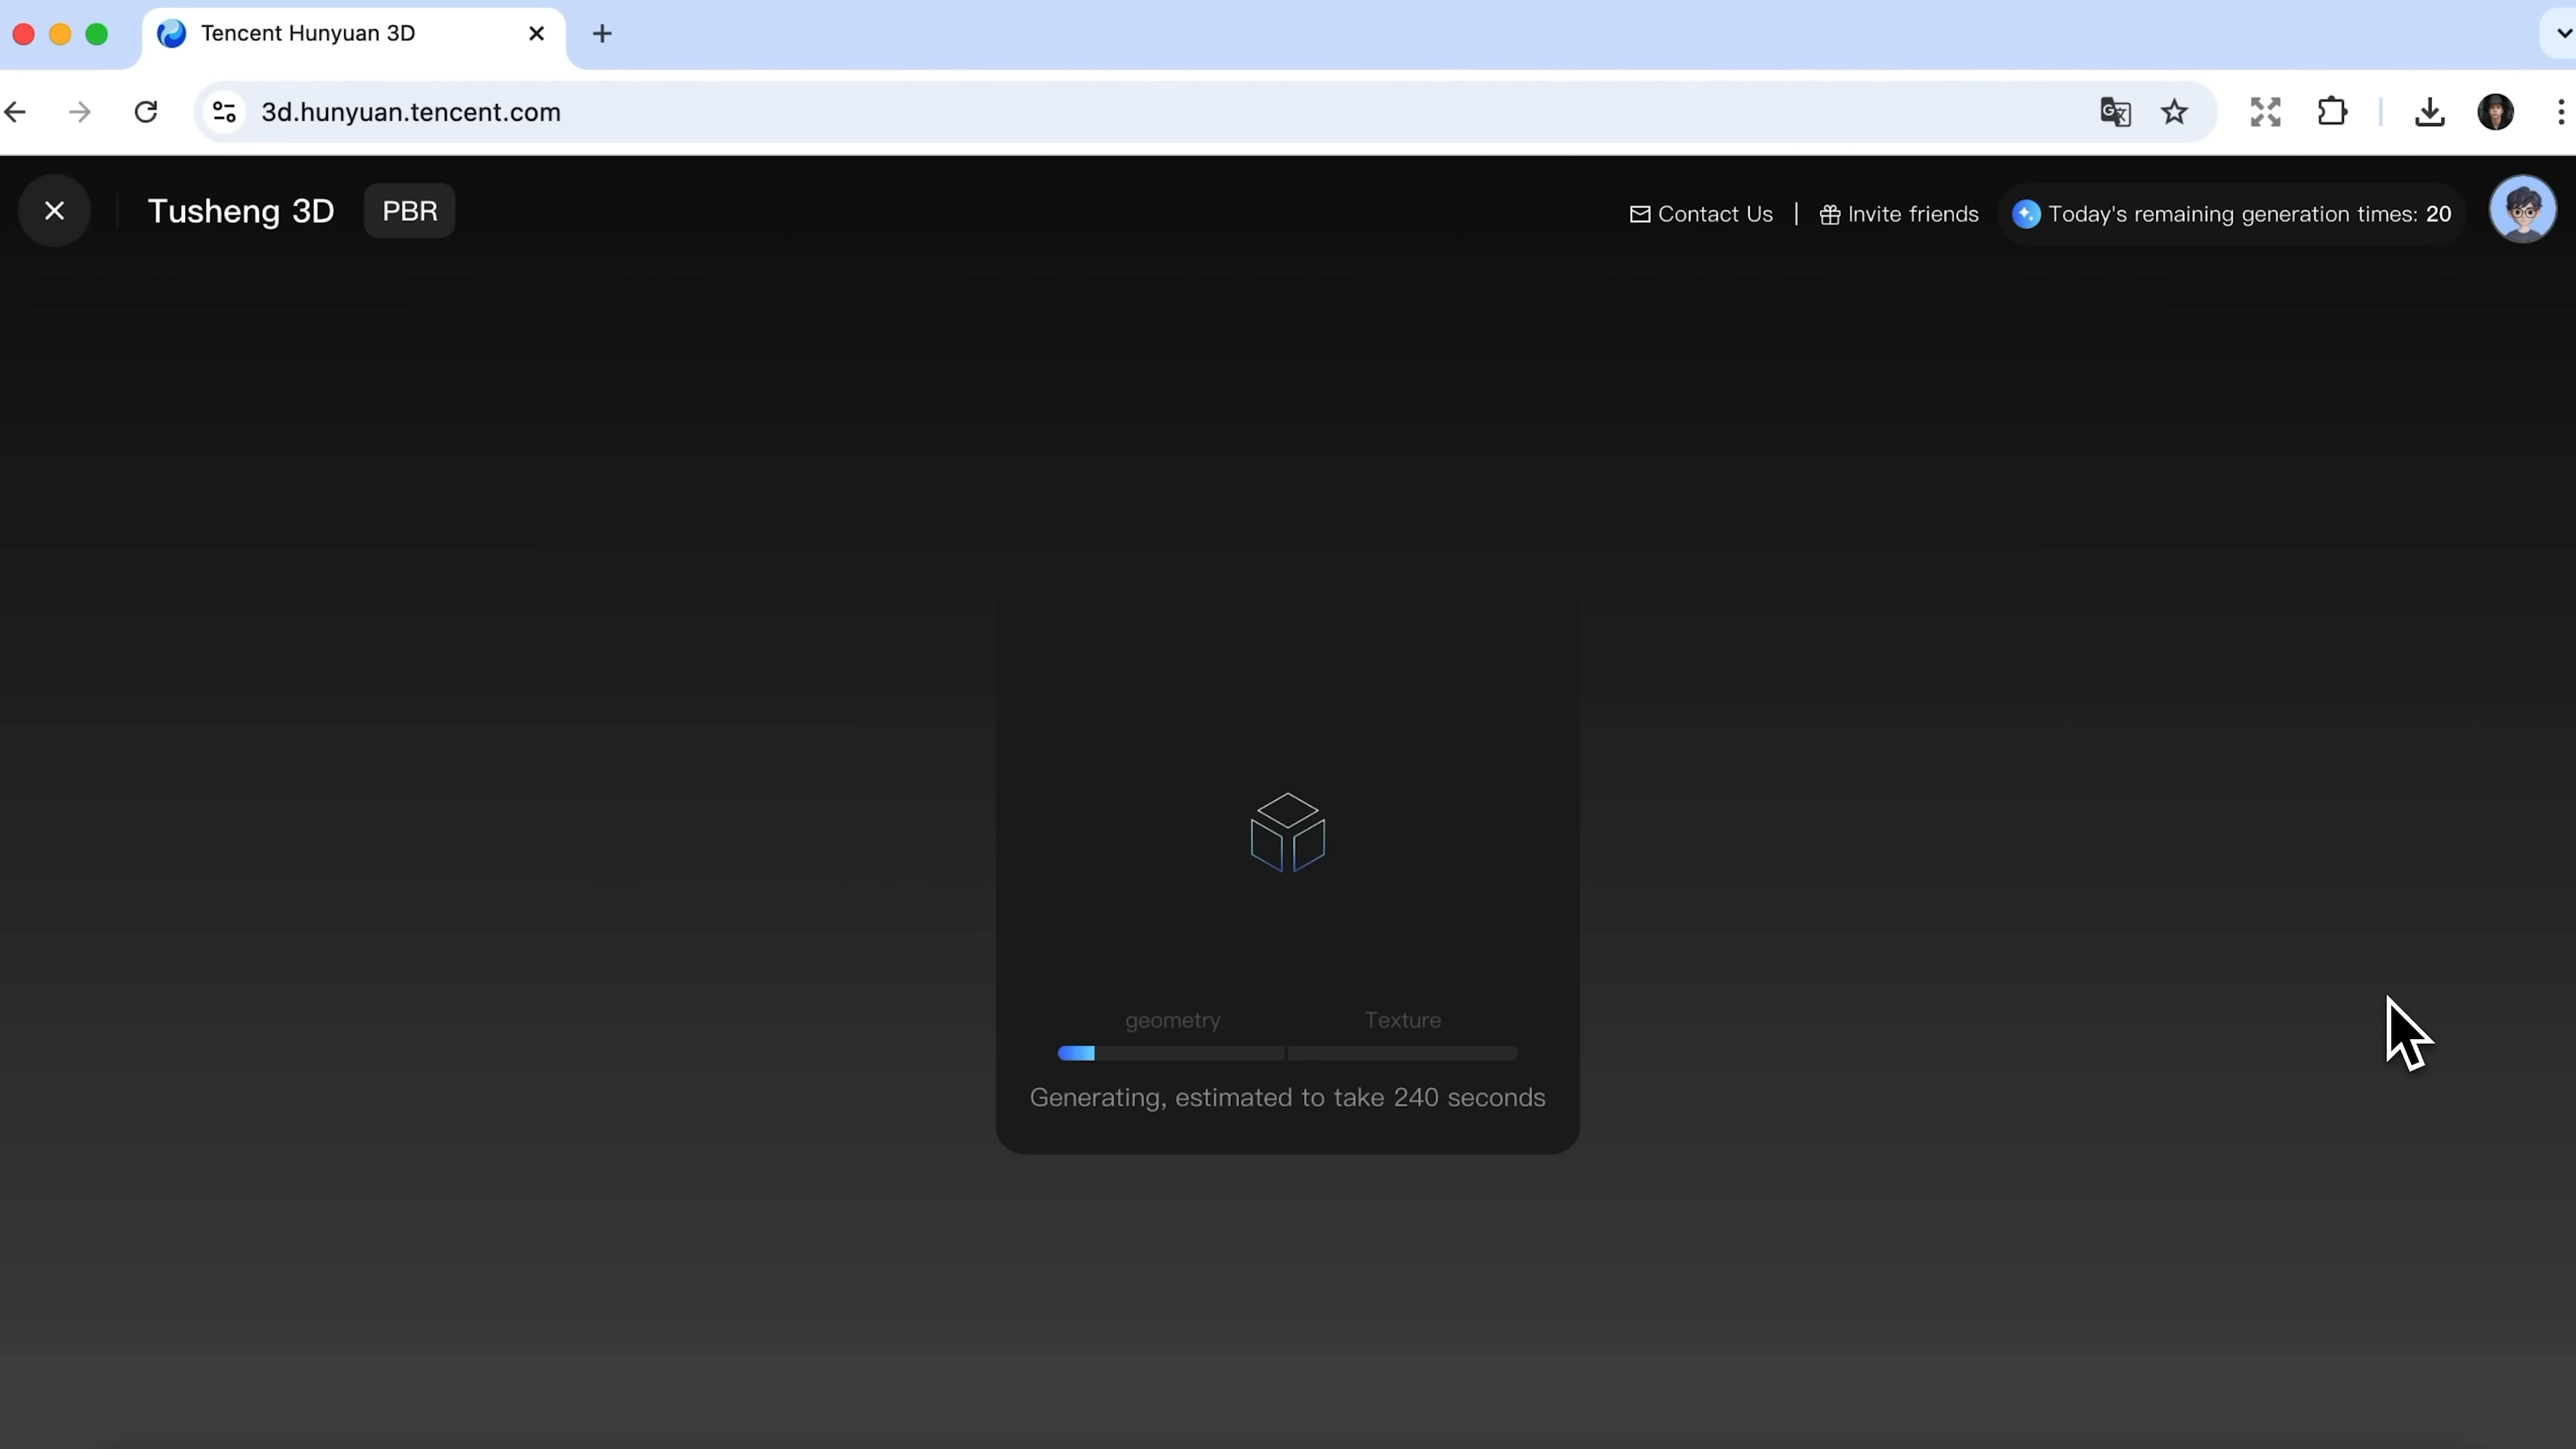 Tencent Hunyuan 3D
3d.hunyuan.tencent.com
Tusheng 3D PBR Contact Us | Invite friends Today's remaining generation times: 20
geometry Texture
Generating, estimated to take 240 seconds